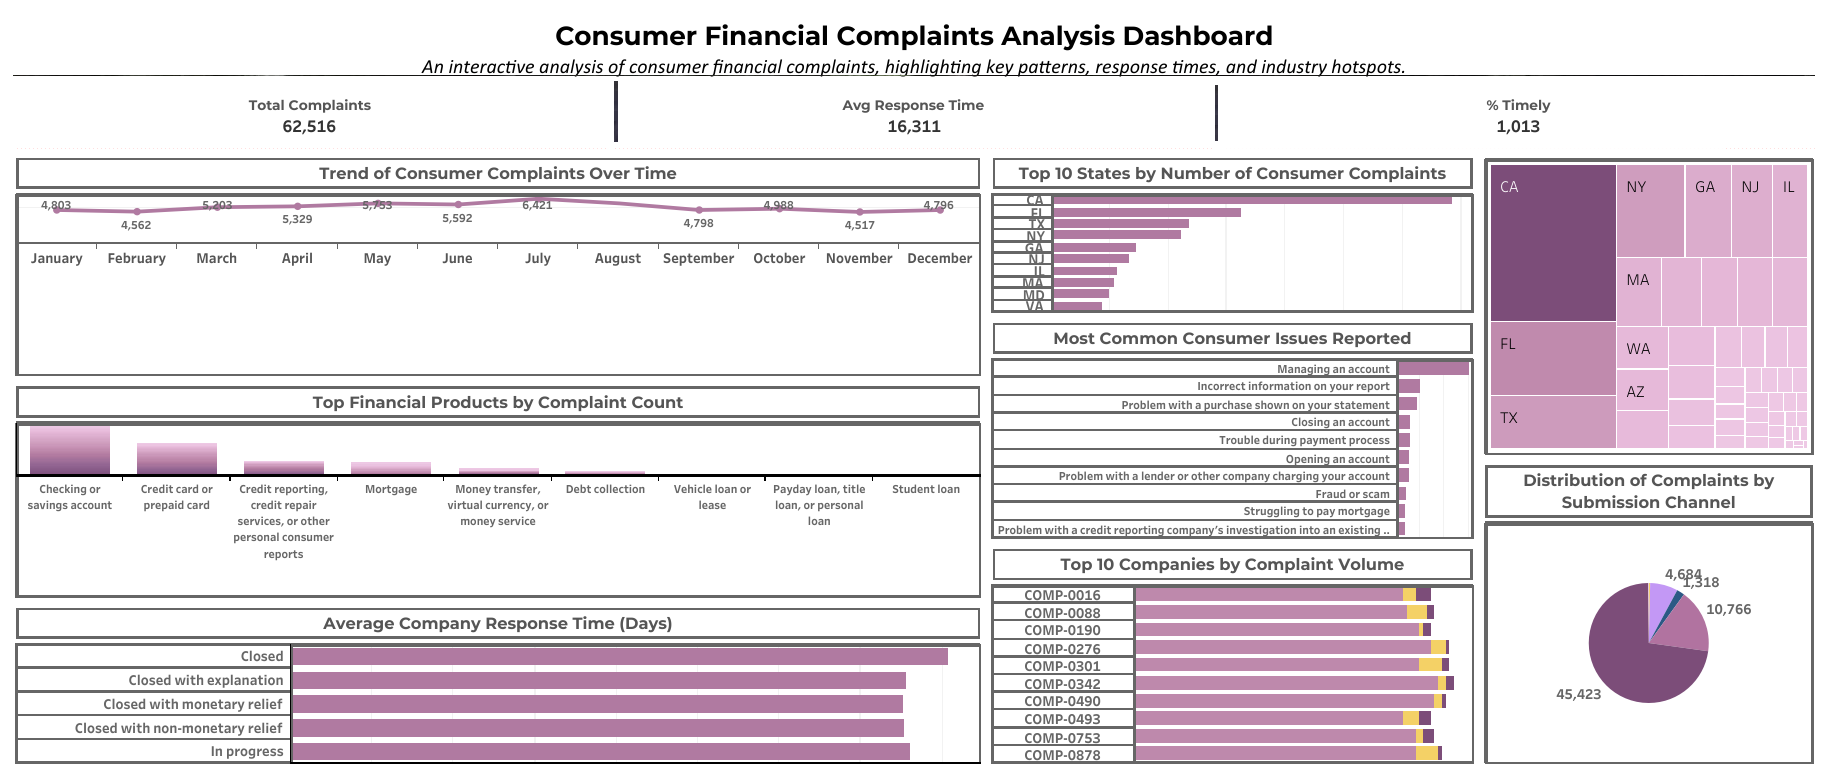 Consumer Financial Complaints Analysis Dashboard
An interactive analysis of consumer financial complaints, highlighting key patterns, response times, and industry hotspots.
Total Complaints
62,516
Avg Response Time
16,311
% Timely
1,013
Trend of Consumer Complaints Over Time
4,803
4,562
5,203
5,329
5,753
5,592
6,421
4,798
4,988
4,517
4,796
January February March April May June July August September October November December
Top Financial Products by Complaint Count
Checking or
savings account
Credit card or
prepaid card
Credit reporting,
credit repair
services, or other
personal consumer
reports
Mortgage
Money transfer,
virtual currency, or
money service
Debt collection
Vehicle loan or
lease
Payday loan, title
loan, or personal
loan
Student loan
Average Company Response Time (Days)
Closed
Closed with explanation
Closed with monetary relief
Closed with non-monetary relief
In progress
Top 10 States by Number of Consumer Complaints
CA
FL
TX
NY
GA
NJ
IL
MA
MD
VA
Most Common Consumer Issues Reported
Managing an account
Incorrect information on your report
Problem with a purchase shown on your statement
Closing an account
Trouble during payment process
Opening an account
Problem with a lender or other company charging your account
Fraud or scam
Struggling to pay mortgage
Problem with a credit reporting company's investigation into an existing ..
Top 10 Companies by Complaint Volume
COMP-0016
COMP-0088
COMP-0190
COMP-0276
COMP-0301
COMP-0342
COMP-0490
COMP-0493
COMP-0753
COMP-0878
CA
NY
GA
NJ
IL
MA
FL
WA
AZ
TX
Distribution of Complaints by
Submission Channel
4,684
1,318
10,766
45,423